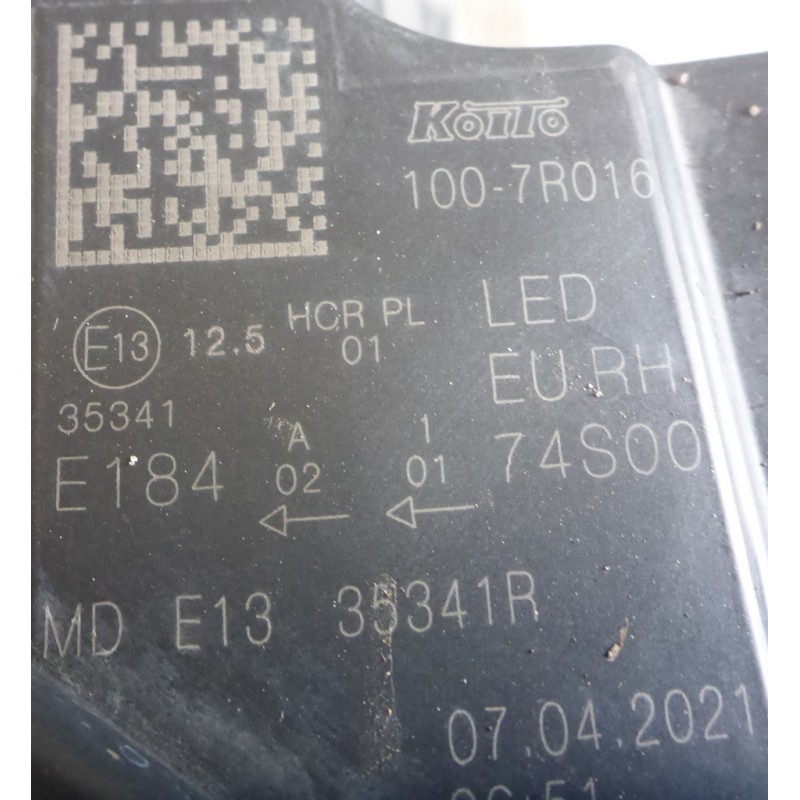 KOITO
100-7R016
E13 12.5 HCR PL LED
01
EU RH
35341
A 1 74S00
E184 02 01
MD E13 35341R
07.04.2021